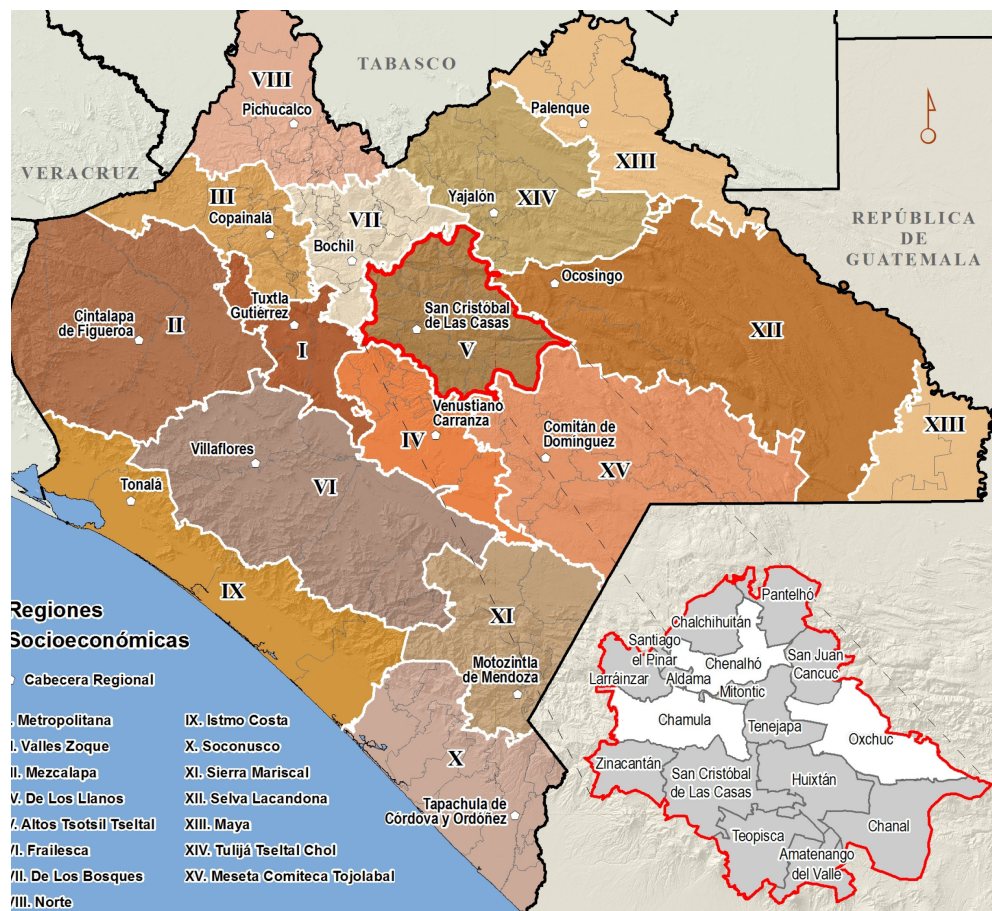 TABASCO
VERACRUZ
REPÚBLICA
DE
GUATEMALA
VIII
Pichucalco
Palenque
XIII
III
Copainalá
VII
Bochil
Yajalón
XIV
Ocosingo
Cintalapa
de Figueroa
II
Tuxtla
Gutiérrez
I
San Cristóbal
de Las Casas
V
XII
Venustiano
Carranza
IV
Comitán de
Domínguez
XV
XIII
Villaflores
VI
Tonalá
IX
XI
Motozintla
de Mendoza
X
Tapachula de
Córdova y Ordóñez
Regiones
Socioeconómicas
Cabecera Regional
. Metropolitana
I. Valles Zoque
II. Mezcalapa
V. De Los Llanos
V. Altos Tsotsil Tseltal
VI. Frailesca
VII. De Los Bosques
VIII. Norte
IX. Istmo Costa
X. Soconusco
XI. Sierra Mariscal
XII. Selva Lacandona
XIII. Maya
XIV. Tulijá Tseltal Chol
XV. Meseta Comiteca Tojolabal
Pantelhó
Chalchihuitán
Santiago
el Pinar
Chenalhó
San Juan
Cancuc
Larráinzar
Aldama
Mitontic
Chamula
Tenejapa
Oxchuc
Zinacantán
San Cristóbal
de Las Casas
Huixtán
Chanal
Teopisca
Amatenango
del Valle